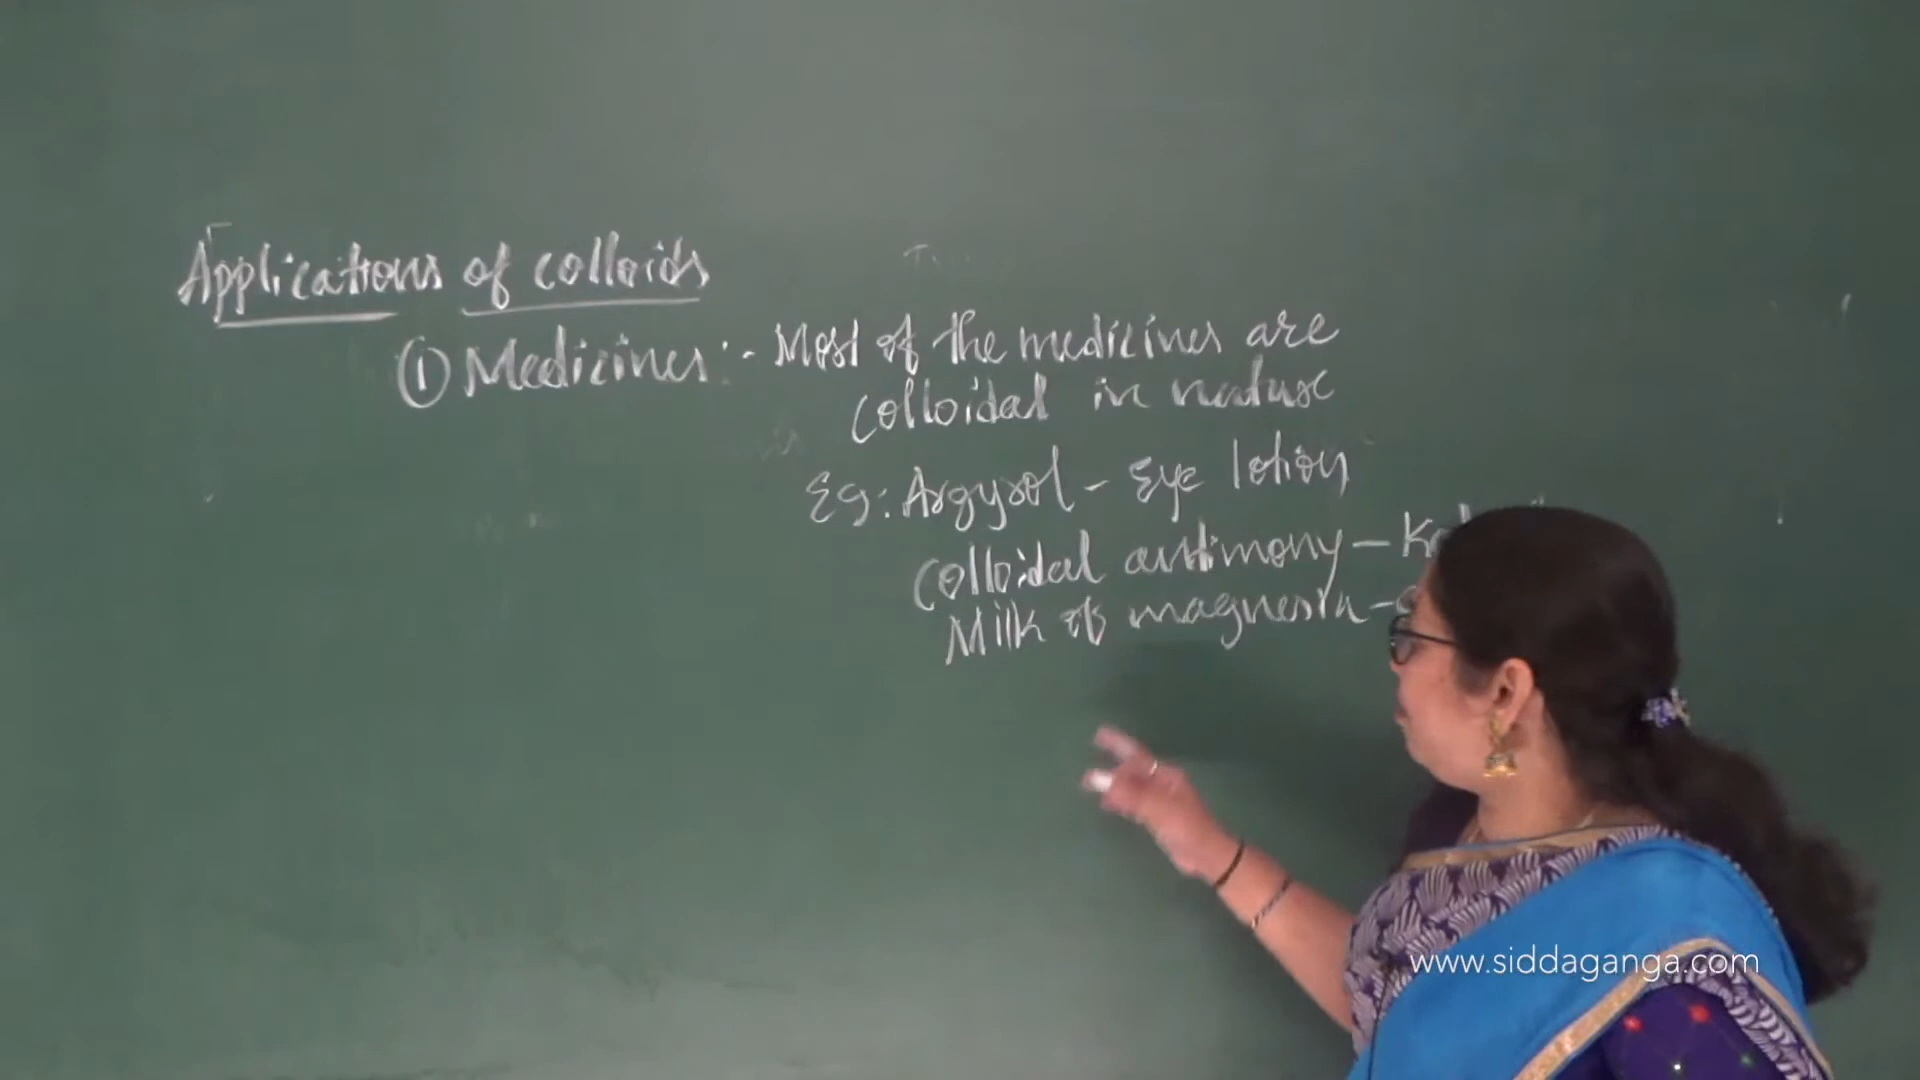 Applications of colloids
① Medicines:- Most of the medicines are
colloidal in nature
Eg: Argyrol - Eye lotion
Colloidal antimony -
Milk of magnesia -
www.siddaganga.com